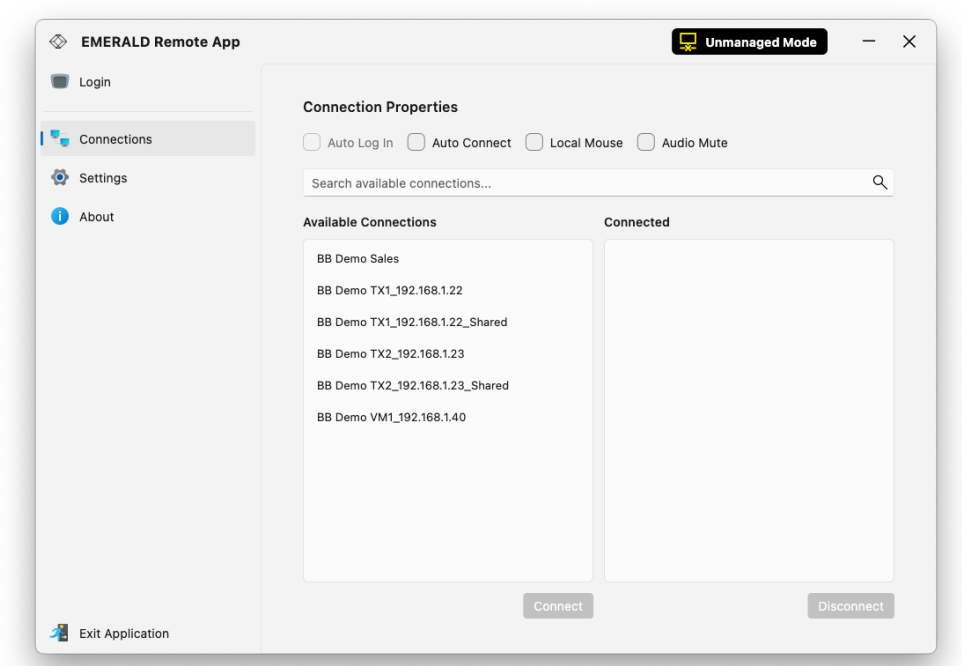 EMERALD Remote App
Unmanaged Mode
Login
Connections
Settings
About
Exit Application
Connection Properties
Auto Log In Auto Connect Local Mouse Audio Mute
Search available connections...
Available Connections
BB Demo Sales
BB Demo TX1_192.168.1.22
BB Demo TX1_192.168.1.22_Shared
BB Demo TX2_192.168.1.23
BB Demo TX2_192.168.1.23_Shared
BB Demo VM1_192.168.1.40
Connect
Connected
Disconnect